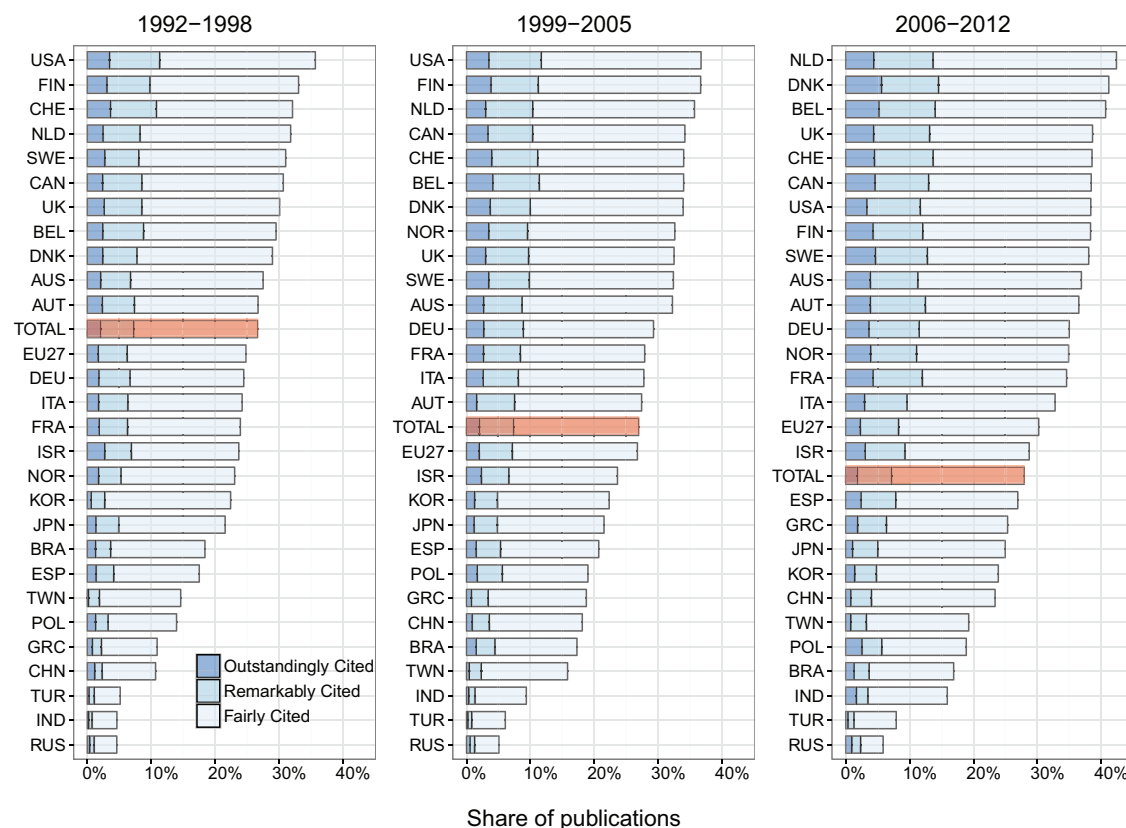 1992−1998
USA
FIN
CHE
NLD
SWE
CAN
UK
BEL
DNK
AUS
AUT
TOTAL
EU27
DEU
ITA
FRA
ISR
NOR
KOR
JPN
BRA
ESP
TWN
POL
GRC
CHN
TUR
IND
RUS
0% 10% 20% 30% 40%
Outstandingly Cited
Remarkably Cited
Fairly Cited
1999−2005
USA
FIN
NLD
CAN
CHE
BEL
DNK
NOR
UK
SWE
AUS
DEU
FRA
ITA
AUT
TOTAL
EU27
ISR
KOR
JPN
ESP
POL
GRC
CHN
BRA
TWN
IND
TUR
RUS
0% 10% 20% 30% 40%
2006−2012
NLD
DNK
BEL
UK
CHE
CAN
USA
FIN
SWE
AUS
AUT
DEU
NOR
FRA
ITA
EU27
ISR
TOTAL
ESP
GRC
JPN
KOR
CHN
TWN
POL
BRA
IND
TUR
RUS
0% 10% 20% 30% 40%
Share of publications